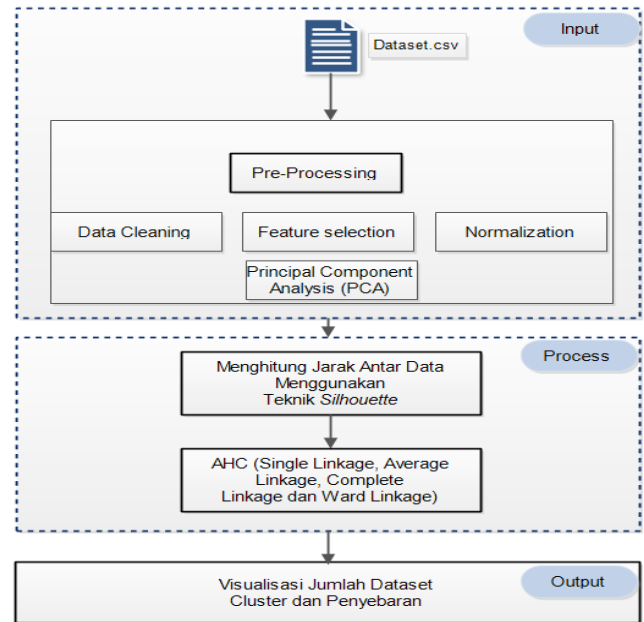 Input
Dataset.csv
Pre-Processing
Data Cleaning
Feature selection
Normalization
Principal Component
Analysis (PCA)
Process
Menghitung Jarak Antar Data
Menggunakan
Teknik Silhouette
AHC (Single Linkage, Average
Linkage, Complete
Linkage dan Ward Linkage)
Output
Visualisasi Jumlah Dataset
Cluster dan Penyebaran